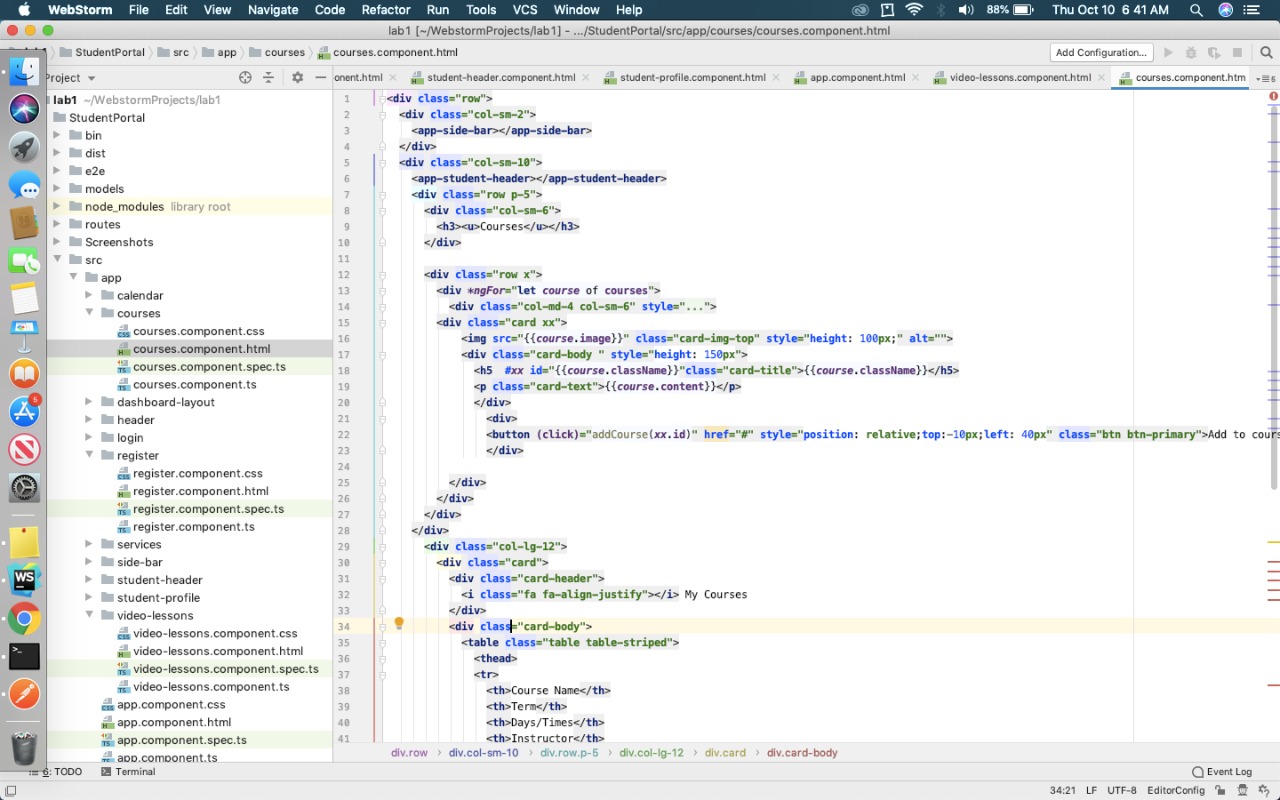 WebStorm File Edit View Navigate Code Refactor Run Tools VCS Window Help 88% Thu Oct 10 6 41 AM
lab1 [~/WebstormProjects/lab1] - .../StudentPortal/src/app/courses/courses.component.html
StudentPortal src app courses courses.component.html Add Configuration...
Project onent.html student-header.component.html student-profile.component.html app.component.html video-lessons.component.html courses.component.htm
lab1 ~/WebstormProjects/lab1
StudentPortal
bin
dist
e2e
models
node_modules library root
routes
Screenshots
src
app
calendar
courses
courses.component.css
courses.component.html
courses.component.spec.ts
courses.component.ts
dashboard-layout
header
login
register
register.component.css
register.component.html
register.component.spec.ts
register.component.ts
services
side-bar
student-header
student-profile
video-lessons
video-lessons.component.css
video-lessons.component.html
video-lessons.component.spec.ts
video-lessons.component.ts
app.component.css
app.component.html
app.component.spec.ts
app.component.ts
1 <div class="row">
2 <div class="col-sm-2">
3 <app-side-bar></app-side-bar>
4 </div>
5 <div class="col-sm-10">
6 <app-student-header></app-student-header>
7 <div class="row p-5">
8 <div class="col-sm-6">
9 <h3><u>Courses</u></h3>
10 </div>
11
12 <div class="row x">
13 <div *ngFor="let course of courses">
14 <div class="col-md-4 col-sm-6" style="...">
15 <div class="card xx">
16 <img src="{{course.image}}" class="card-img-top" style="height: 100px;" alt="">
17 <div class="card-body " style="height: 150px">
18 <h5  #xx id="{{course.className}}"class="card-title">{{course.className}}</h5>
19 <p class="card-text">{{course.content}}</p>
20 </div>
21 <div>
22 <button (click)="addCourse(xx.id)" href="#" style="position: relative;top:-10px;left: 40px" class="btn btn-primary">Add to cours
23 </div>
24
25 </div>
26 </div>
27 </div>
28 </div>
29 <div class="col-lg-12">
30 <div class="card">
31 <div class="card-header">
32 <i class="fa fa-align-justify"></i> My Courses
33 </div>
34 <div class="card-body">
35 <table class="table table-striped">
36 <thead>
37 <tr>
38 <th>Course Name</th>
39 <th>Term</th>
40 <th>Days/Times</th>
41 <th>Instructor</th>
div.row div.col-sm-10 div.row.p-5 div.col-lg-12 div.card div.card-body
6: TODO Terminal Event Log
34:21 LF UTF-8 EditorConfig